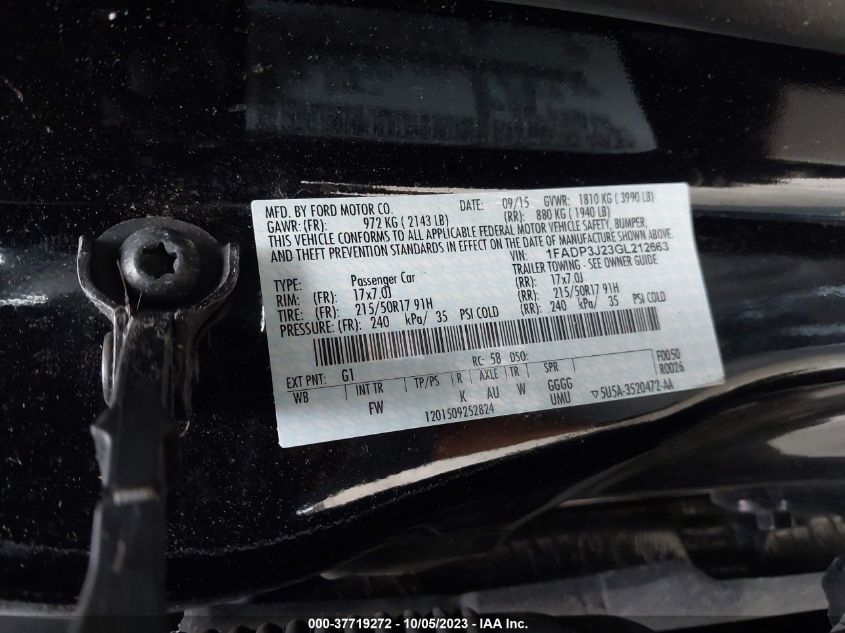 MFD. BY FORD MOTOR CO. DATE: 09/15 GVWR: 1810 KG ( 3990 LB)
GAWR: (FR): 972 KG ( 2143 LB) (RR): 880 KG ( 1940 LB)
THIS VEHICLE CONFORMS TO ALL APPLICABLE FEDERAL MOTOR VEHICLE SAFETY, BUMPER,
AND THEFT PREVENTION STANDARDS IN EFFECT ON THE DATE OF MANUFACTURE SHOWN ABOVE.
VIN: 1FADP3J23GL212663
TYPE: Passenger Car TRAILER TOWING - SEE OWNER GUIDE
RIM: (FR): 17x7.0J (RR): 17x7.0J
TIRE: (FR): 215/50R17 91H (RR): 215/50R17 91H
PRESSURE: (FR): 240 kPa/ 35 PSI COLD (RR): 240 kPa/ 35 PSI COLD
EXT PNT: G1 RC: 58 DSO: F0050
WB INT TR TP/PS R AXLE TR SPR R0026
FW K AU W GGGG
UMU ▽5U5A-3520472-AA
1201509252824
000-37719272 - 10/05/2023 - IAA Inc.